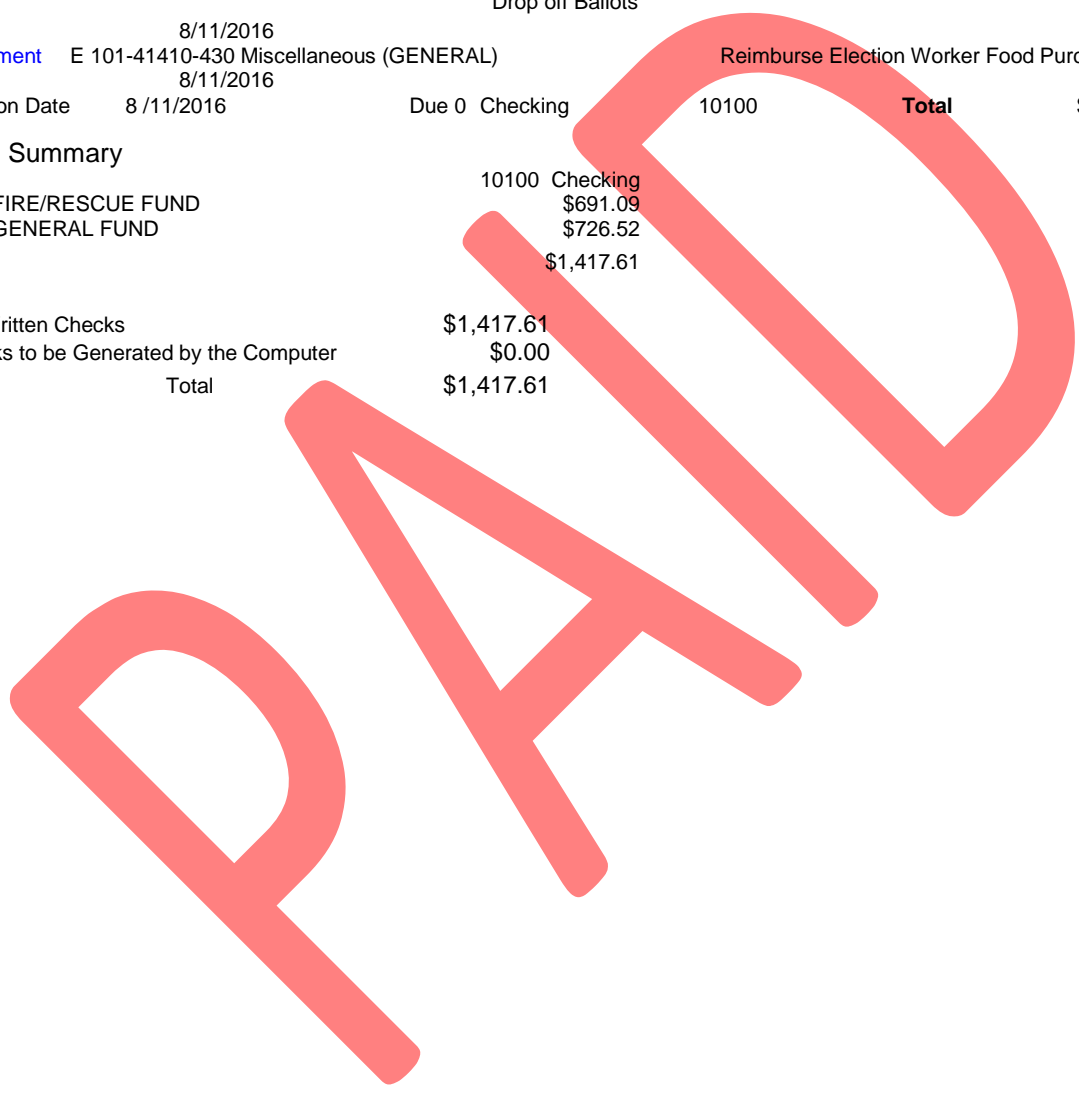 Drop off Ballots
8/11/2016
ment E 101-41410-430 Miscellaneous (GENERAL) Reimburse Election Worker Food Purc
8/11/2016
on Date 8 /11/2016 Due 0 Checking 10100 Total $
Summary
10100 Checking
FIRE/RESCUE FUND $691.09
GENERAL FUND $726.52
$1,417.61
ritten Checks $1,417.61
ks to be Generated by the Computer $0.00
Total $1,417.61
PAID